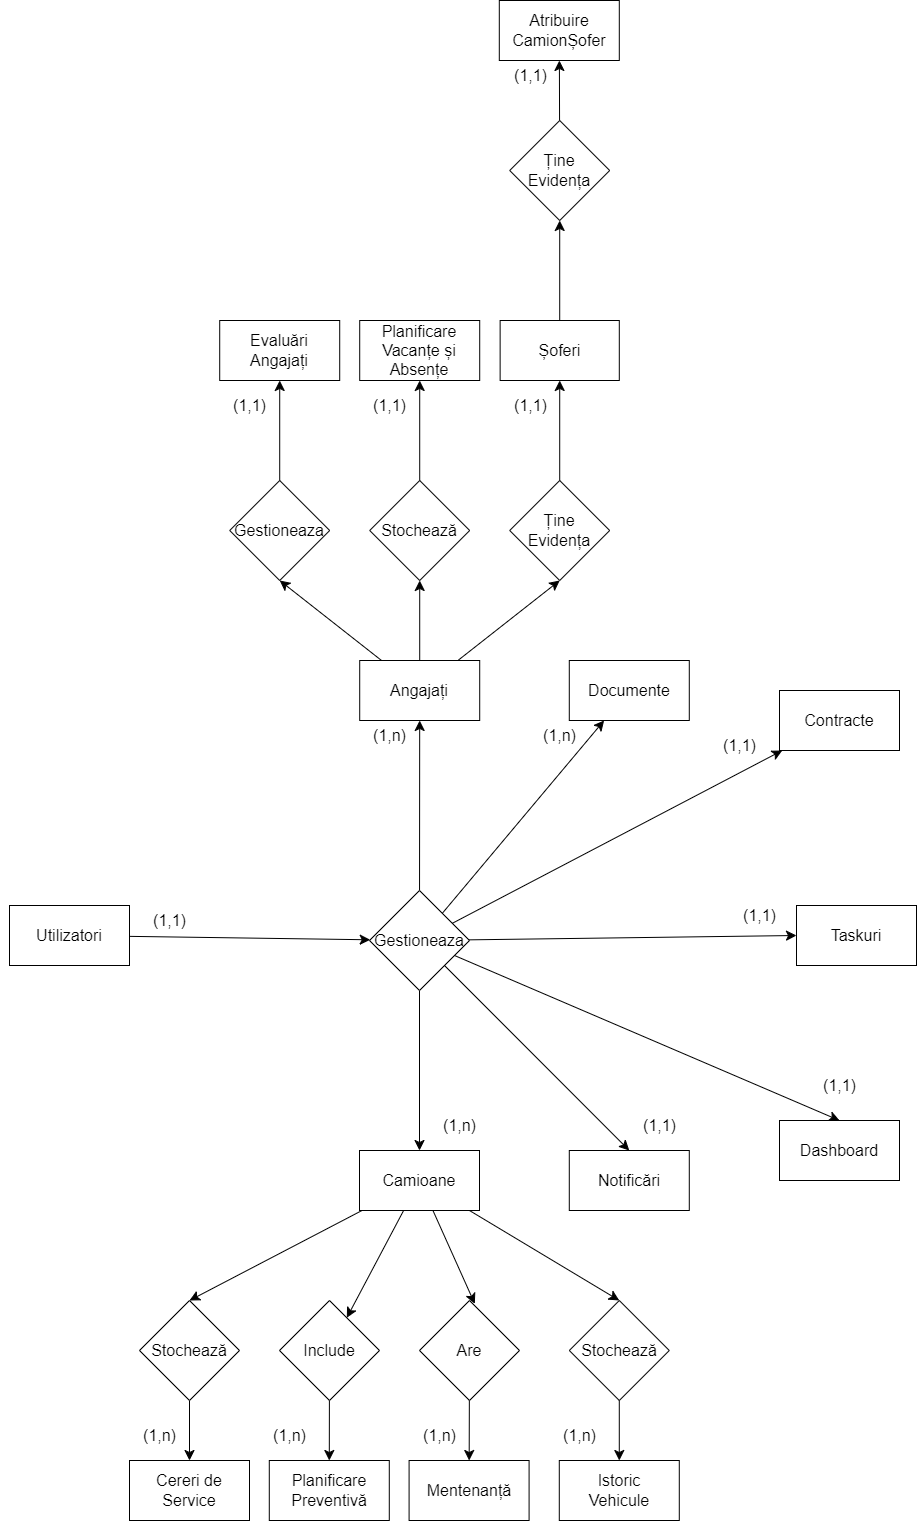 Atribuire
CamionȘofer
(1,1)
Ține
Evidența
Evaluări
Angajați
Planificare
Vacanțe și
Absențe
Șoferi
(1,1)
(1,1)
(1,1)
Gestioneaza
Stochează
Ține
Evidența
Angajați
Documente
Contracte
(1,n)
(1,n)
(1,1)
Utilizatori
(1,1)
Gestioneaza
(1,1)
Taskuri
(1,1)
(1,n)
(1,1)
Dashboard
Camioane
Notificări
Stochează
Include
Are
Stochează
(1,n)
(1,n)
(1,n)
(1,n)
Cereri de
Service
Planificare
Preventivă
Mentenanță
Istoric
Vehicule